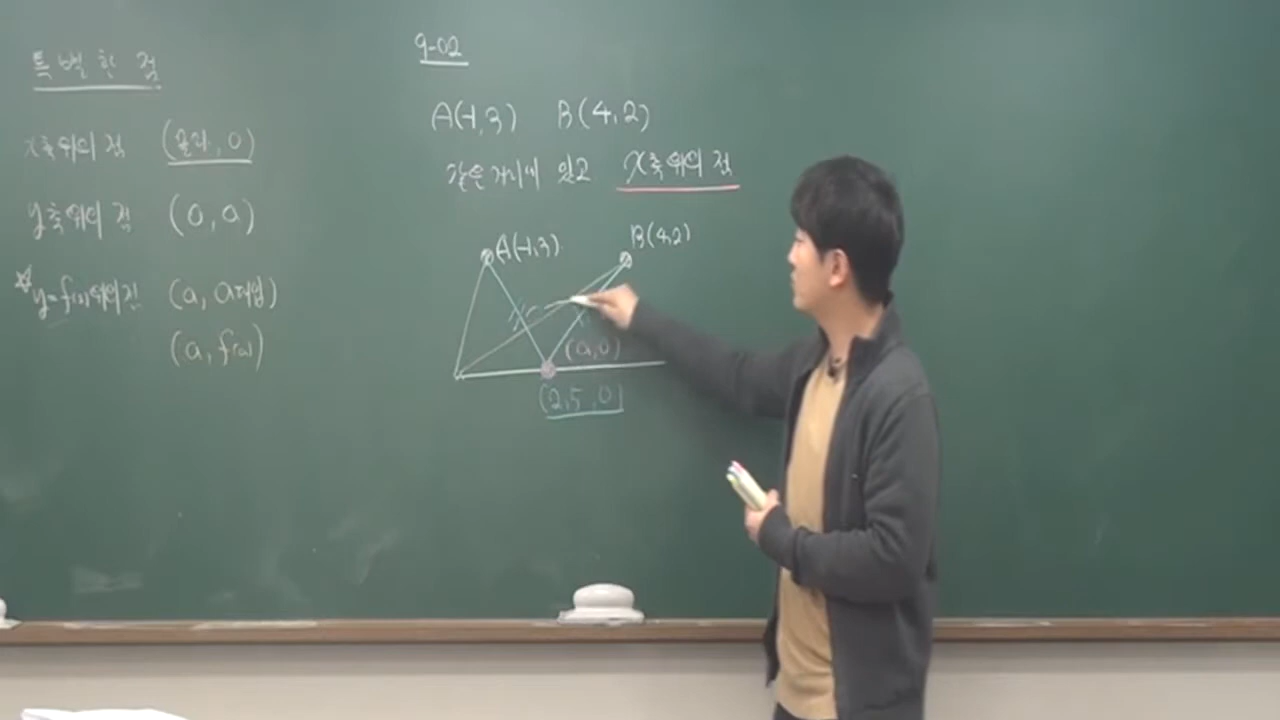 특별한 점
x축위의 점 (올라, 0)
y축위의 점 (0, a)
☆ y=f(x)위의 점 (a, a대입)
(a, f(a))
9-02
A(-1,3) B(4,2)
같은거리에 있고 x축위의 점
A(-1,3) B(4,2)
(a,0)
(2,5,0)